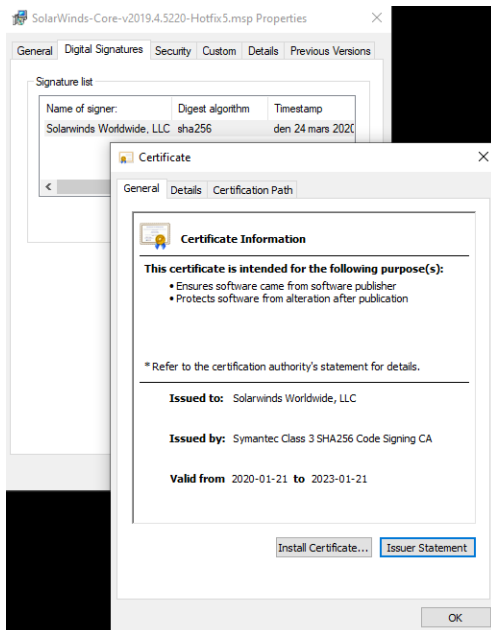 SolarWinds-Core-v2019.4.5220-Hotfix5.msp Properties
General Digital Signatures Security Custom Details Previous Versions
Signature list
Name of signer: Digest algorithm Timestamp
Solarwinds Worldwide, LLC sha256 den 24 mars 2020
Certificate
General Details Certification Path
Certificate Information
This certificate is intended for the following purpose(s):
• Ensures software came from software publisher
• Protects software from alteration after publication
* Refer to the certification authority's statement for details.
Issued to: Solarwinds Worldwide, LLC
Issued by: Symantec Class 3 SHA256 Code Signing CA
Valid from 2020-01-21 to 2023-01-21
Install Certificate... Issuer Statement
OK